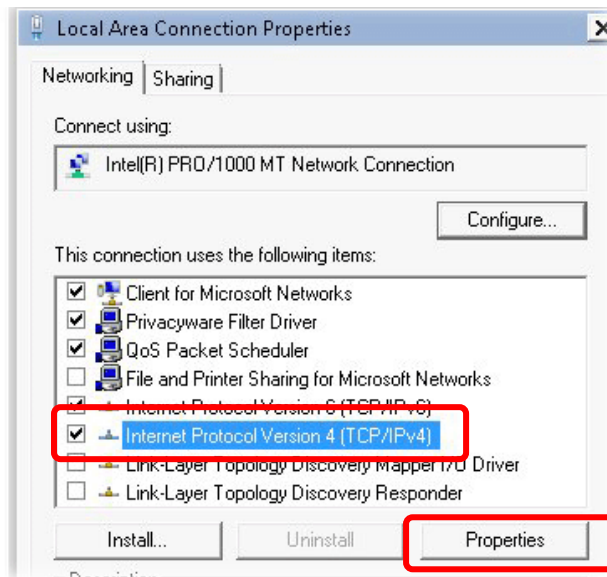 Local Area Connection Properties
Networking
Sharing
Connect using:
Intel(R) PRO/1000 MT Network Connection
Configure...
This connection uses the following items:
Client for Microsoft Networks
Privacyware Filter Driver
QoS Packet Scheduler
File and Printer Sharing for Microsoft Networks
Internet Protocol Version 6 (TCP/IPv6)
Internet Protocol Version 4 (TCP/IPv4)
Link-Layer Topology Discovery Mapper I/O Driver
Link-Layer Topology Discovery Responder
Install...
Uninstall
Properties
Description